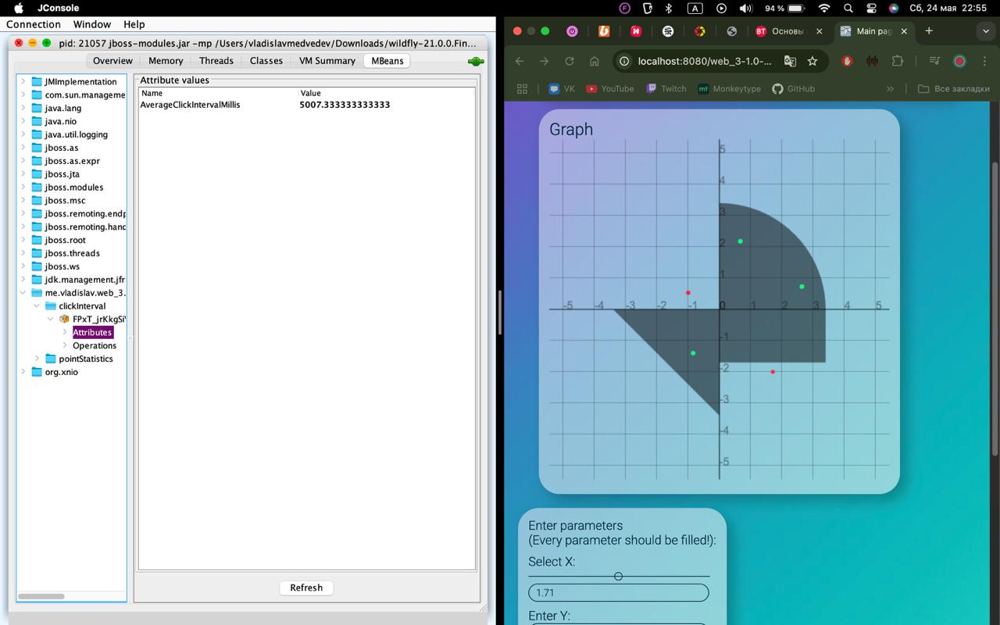 JConsole
94 %
A
Сб, 24 мая 22:55
Connection Window Help
pid: 21057 jboss-modules.jar -mp /Users/vladislavmedvedev/Downloads/wildfly-21.0.0.Fin...
Overview Memory Threads Classes VM Summary MBeans
JMImplementation
com.sun.manageme
java.lang
java.nio
java.util.logging
jboss.as
jboss.as.expr
jboss.jta
jboss.modules
jboss.msc
jboss.remoting.endp
jboss.remoting.hand
jboss.root
jboss.threads
jboss.ws
jdk.management.jfr
me.vladislav.web_3.
clickInterval
FPxT_jrKkgSiV
Attributes
Operations
pointStatistics
org.xnio
Attribute values
Name Value
AverageClickIntervalMillis 5007.333333333333
Refresh
BT Основы Main pag
localhost:8080/web_3-1.0-...
VK YouTube Twitch mt Monkeytype GitHub » Все закладки
Graph
5
4
3
2
1
-5 -4 -3 -2 -1 0 1 2 3 4 5
-1
-2
-3
-4
-5
Enter parameters
(Every parameter should be filled!):
Select X:
1.71
Enter Y: